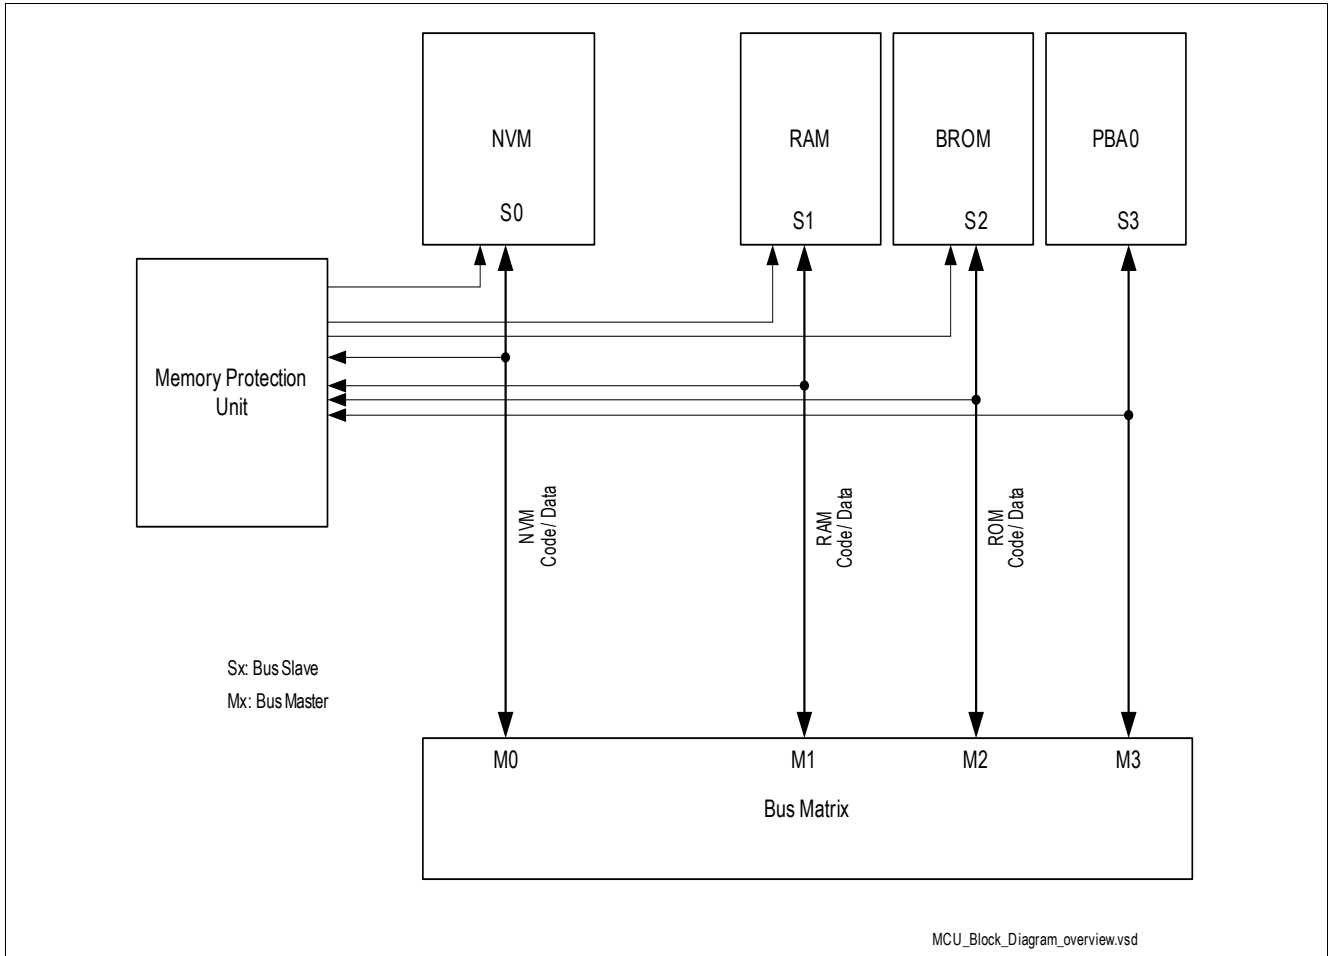 NVM
RAM
BROM
PBA0
S0
S1
S2
S3
Memory Protection
Unit
NVM
Code / Data
RAM
Code / Data
ROM
Code / Data
Sx: Bus Slave
Mx: Bus Master
M0
M1
M2
M3
Bus Matrix
MCU_Block_Diagram_overview.vsd